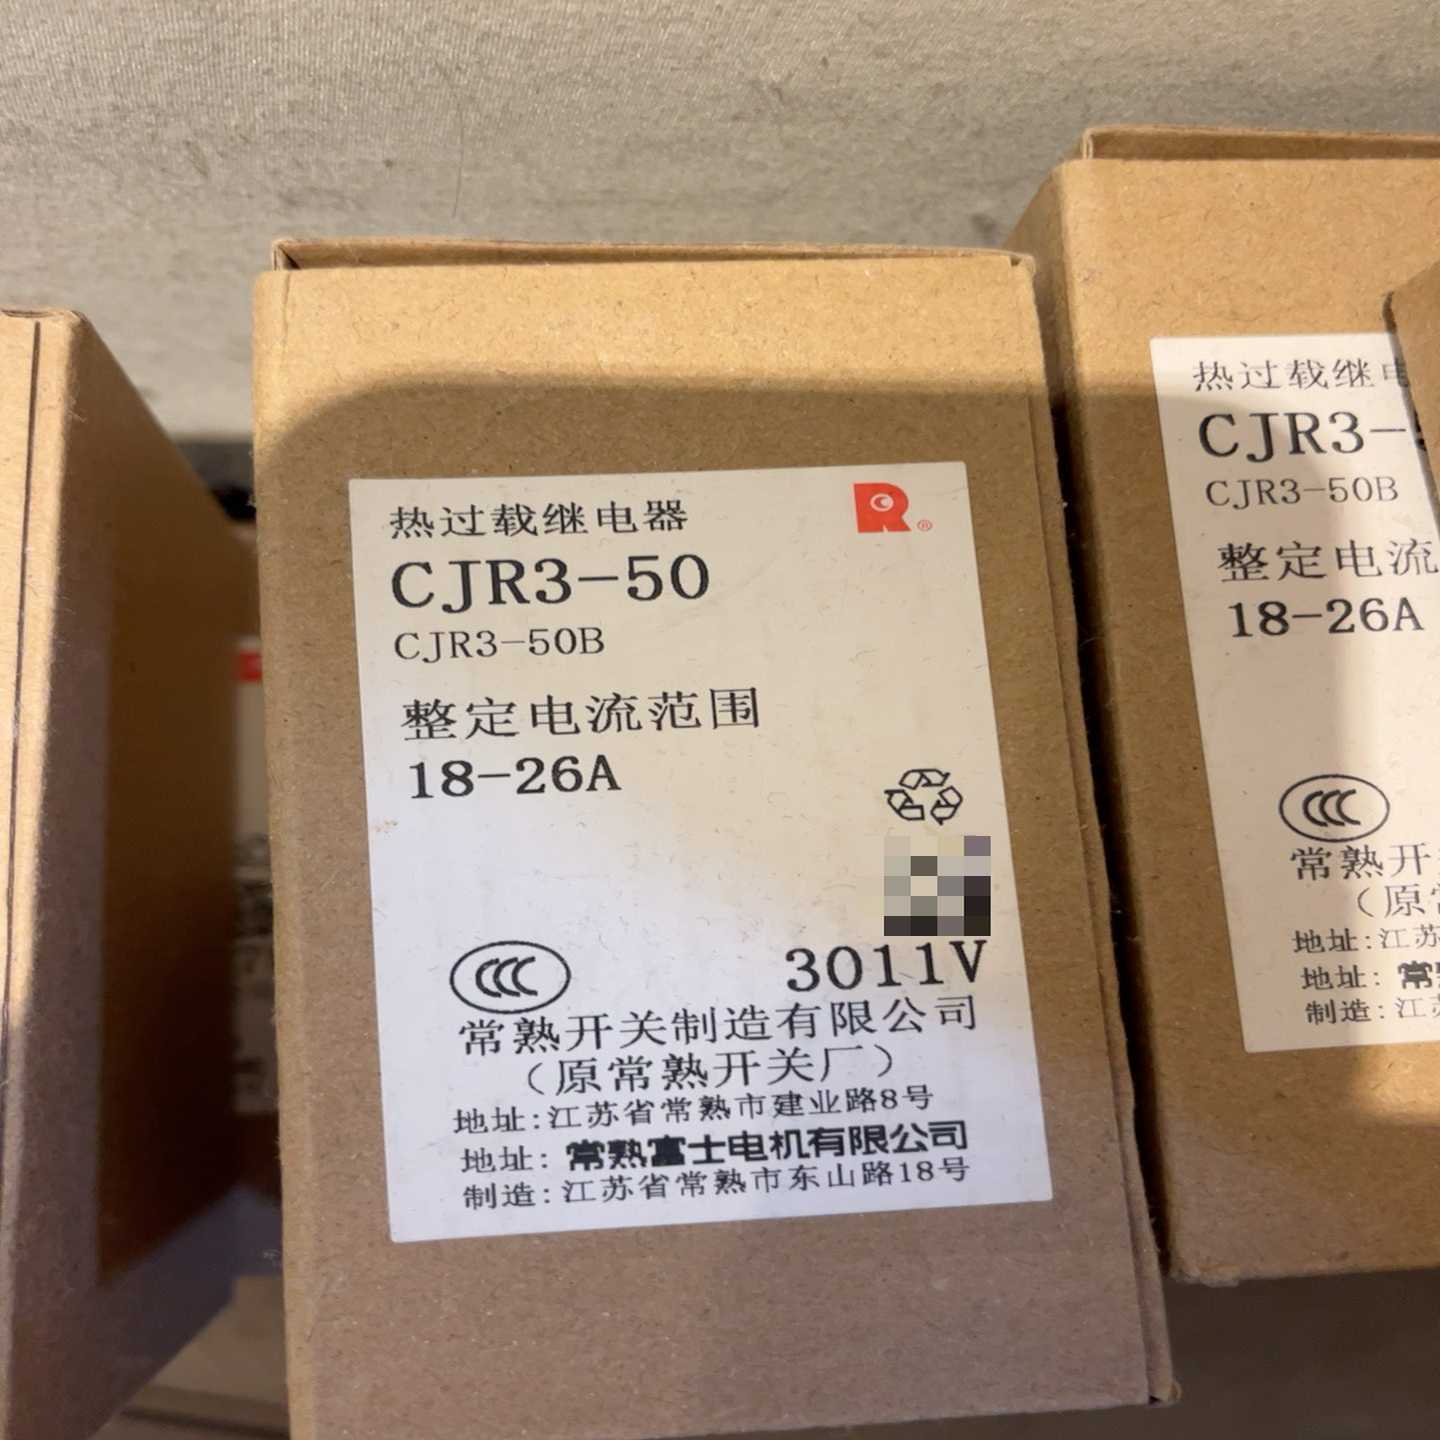 热过载继电器
CJR3-50
CJR3-50B
整定电流范围
18-26A
3011V
常熟开关制造有限公司
（原常熟开关厂）
地址:江苏省常熟市建业路8号
地址: 常熟富士电机有限公司
制造:江苏省常熟市东山路18号
R®
CCC
热过载继
CJR3-
CJR3-50B
整定电流
18-26A
CCC
常熟开
（原
地址:江苏
地址: 常
制造:江